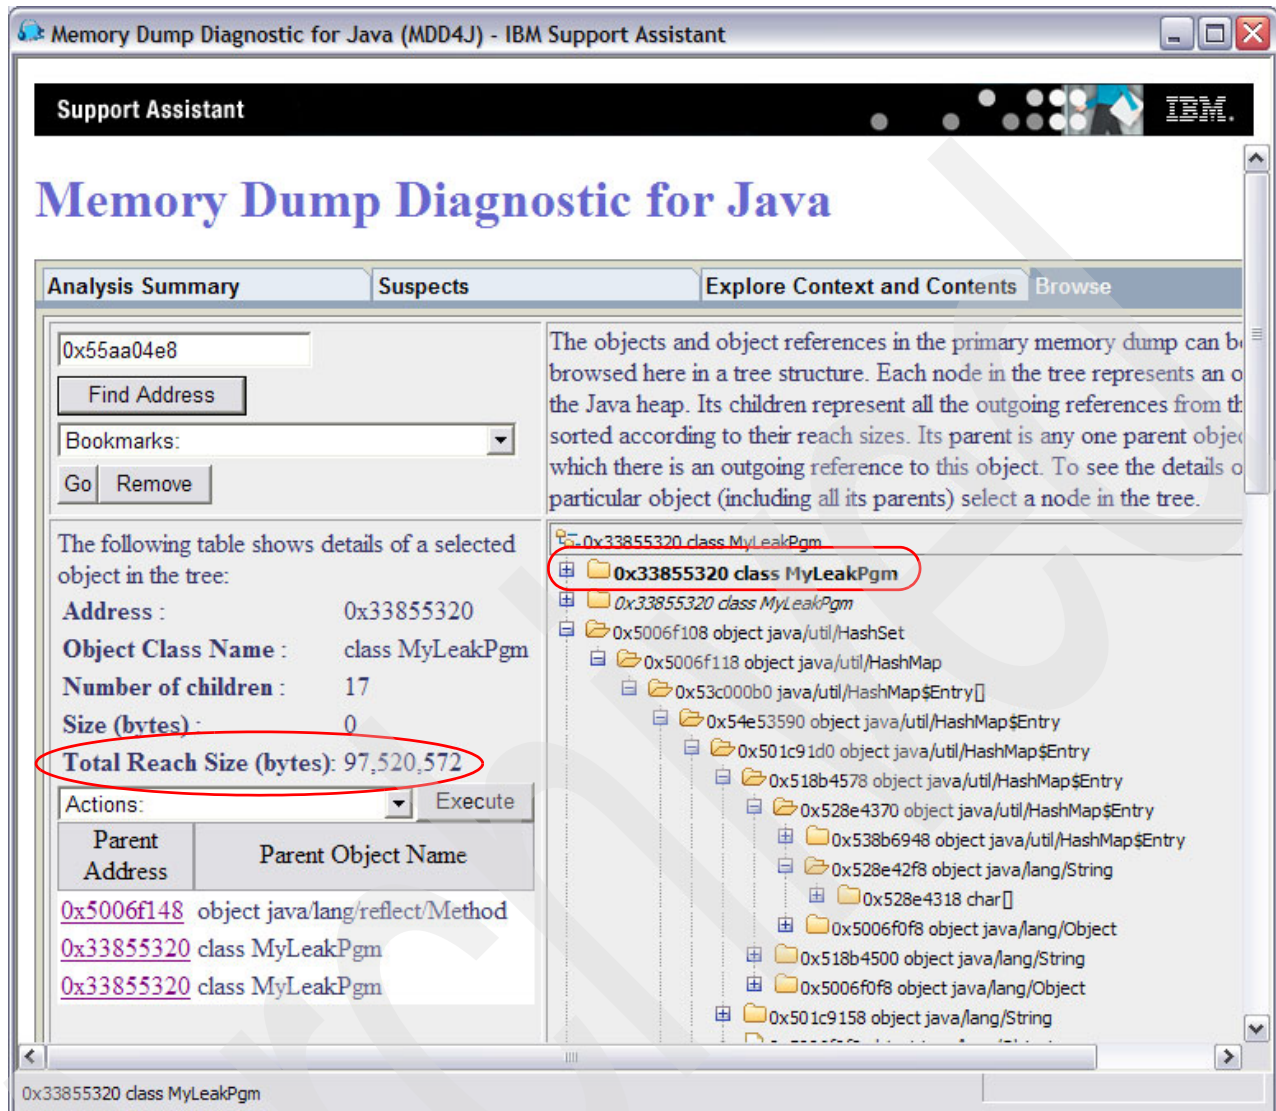 Memory Dump Diagnostic for Java (MDD4J) - IBM Support Assistant
Support Assistant
IBM.
Memory Dump Diagnostic for Java
Analysis Summary
Suspects
Explore Context and Contents
Browse
0x55aa04e8
Find Address
Bookmarks:
Go
Remove
The objects and object references in the primary memory dump can b
browsed here in a tree structure. Each node in the tree represents an o
the Java heap. Its children represent all the outgoing references from th
sorted according to their reach sizes. Its parent is any one parent objec
which there is an outgoing reference to this object. To see the details o
particular object (including all its parents) select a node in the tree.
The following table shows details of a selected
object in the tree:
Address : 0x33855320
Object Class Name : class MyLeakPgm
Number of children : 17
Size (bytes) : 0
Total Reach Size (bytes): 97,520,572
Actions:
Execute
Parent Address
Parent Object Name
0x5006f148 object java/lang/reflect/Method
0x33855320 class MyLeakPgm
0x33855320 class MyLeakPgm
0x33855320 class MyLeakPgm
0x33855320 class MyLeakPgm
0x33855320 class MyLeakPgm
0x5006f108 object java/util/HashSet
0x5006f118 object java/util/HashMap
0x53c000b0 java/util/HashMap$Entry[]
0x54e53590 object java/util/HashMap$Entry
0x501c91d0 object java/util/HashMap$Entry
0x518b4578 object java/util/HashMap$Entry
0x528e4370 object java/util/HashMap$Entry
0x538b6948 object java/util/HashMap$Entry
0x528e42f8 object java/lang/String
0x528e4318 char[]
0x5006f0f8 object java/lang/Object
0x518b4500 object java/lang/String
0x5006f0f8 object java/lang/Object
0x501c9158 object java/lang/String
0x33855320 class MyLeakPgm